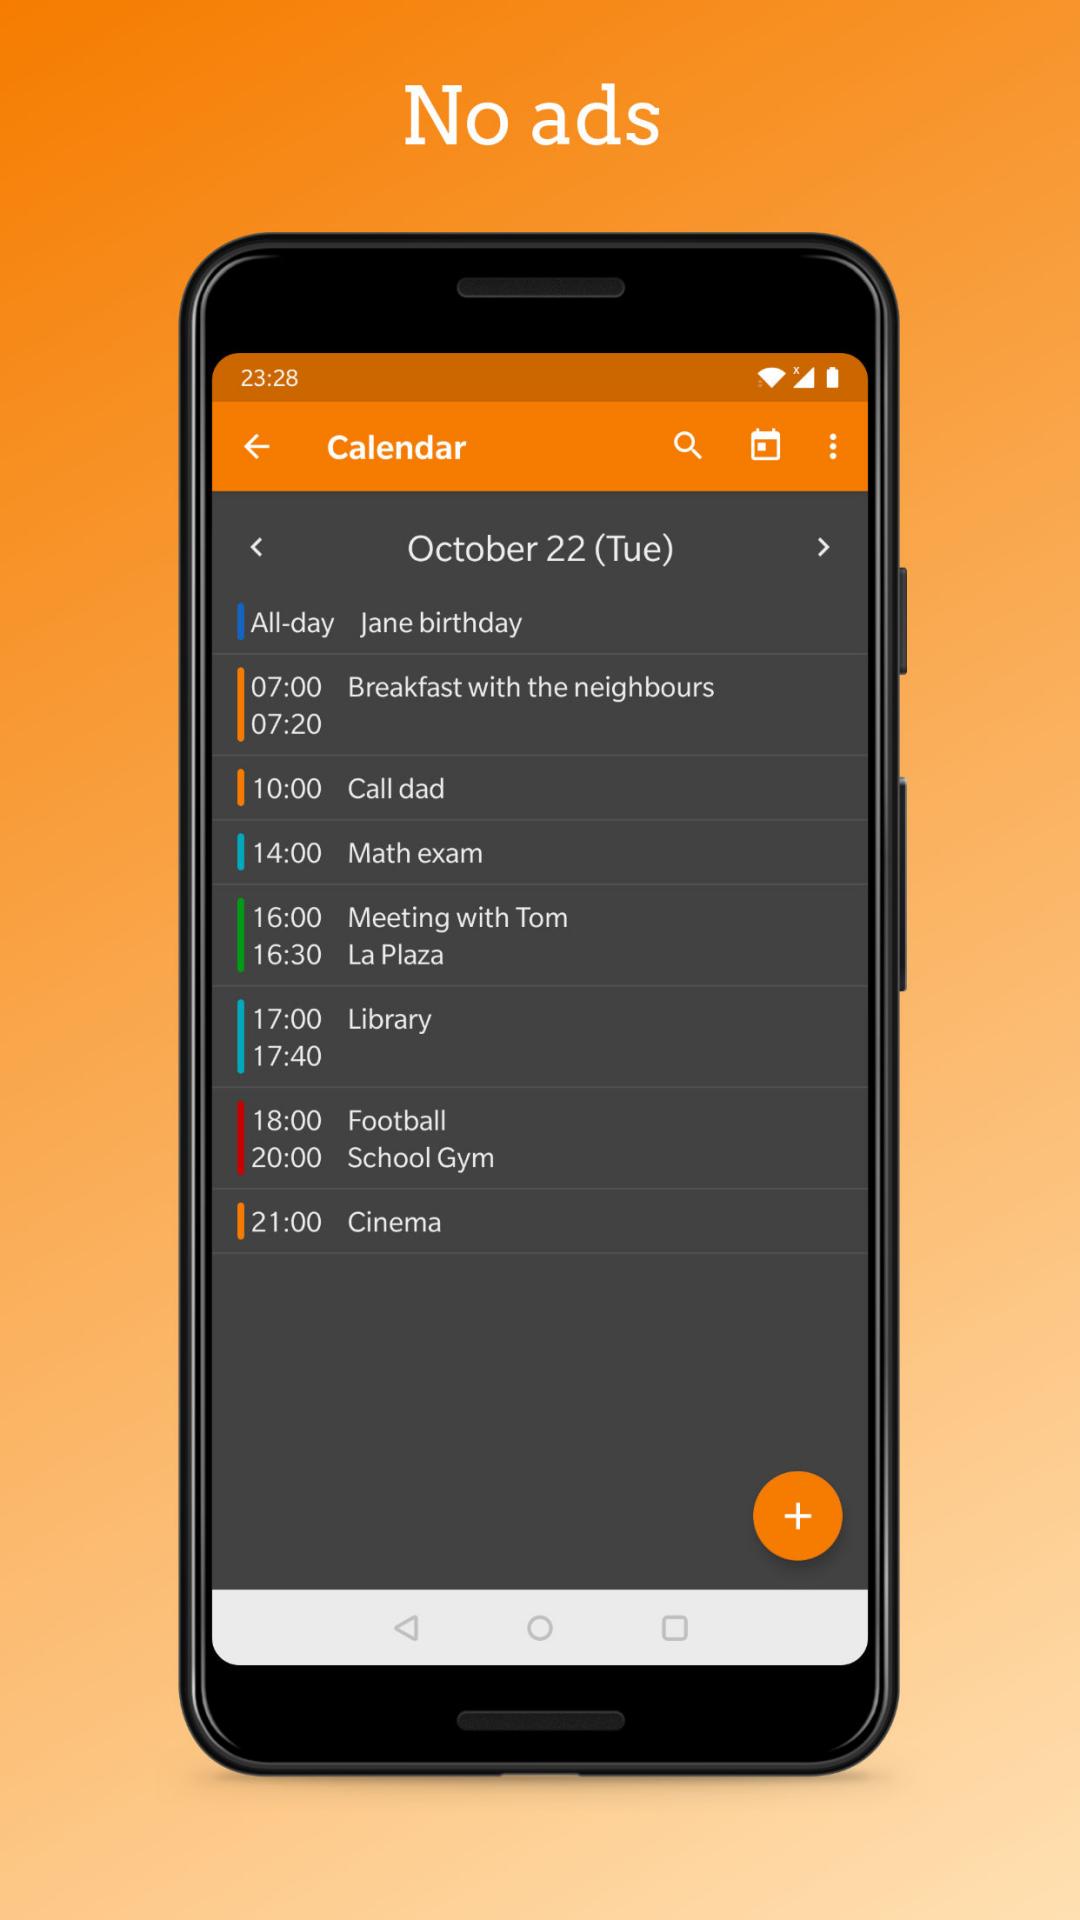 No ads
23:28
Calendar
October 22 (Tue)
All-day Jane birthday
07:00 Breakfast with the neighbours
07:20
10:00 Call dad
14:00 Math exam
16:00 Meeting with Tom
16:30 La Plaza
17:00 Library
17:40
18:00 Football
20:00 School Gym
21:00 Cinema